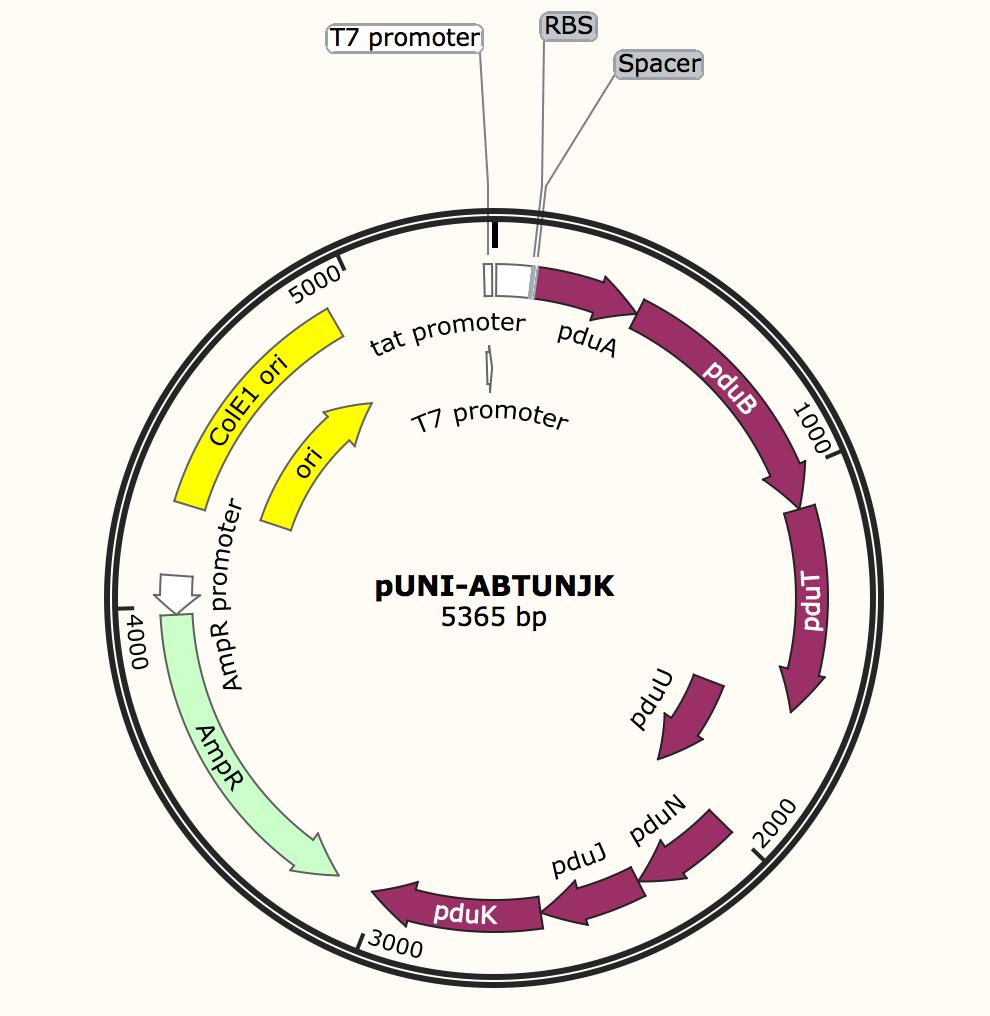 T7 promoter
RBS
Spacer
5000
tat promoter
pduA
T7 promoter
pduB
1000
ColE1 ori
ori
AmpR promoter
pUNI-ABTUNJK
5365 bp
pduT
4000
pduU
AmpR
pduN
2000
pduJ
pduK
3000